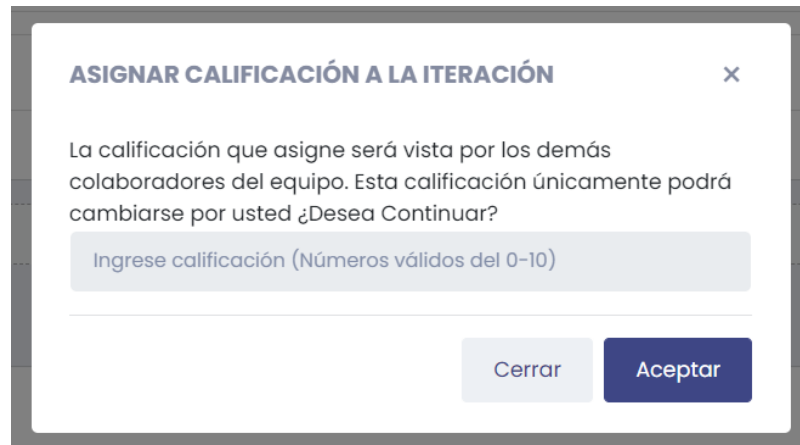 ASIGNAR CALIFICACIÓN A LA ITERACIÓN ×
La calificación que asigne será vista por los demás
colaboradores del equipo. Esta calificación únicamente podrá
cambiarse por usted ¿Desea Continuar?
Ingrese calificación (Números válidos del 0-10)
Cerrar Aceptar